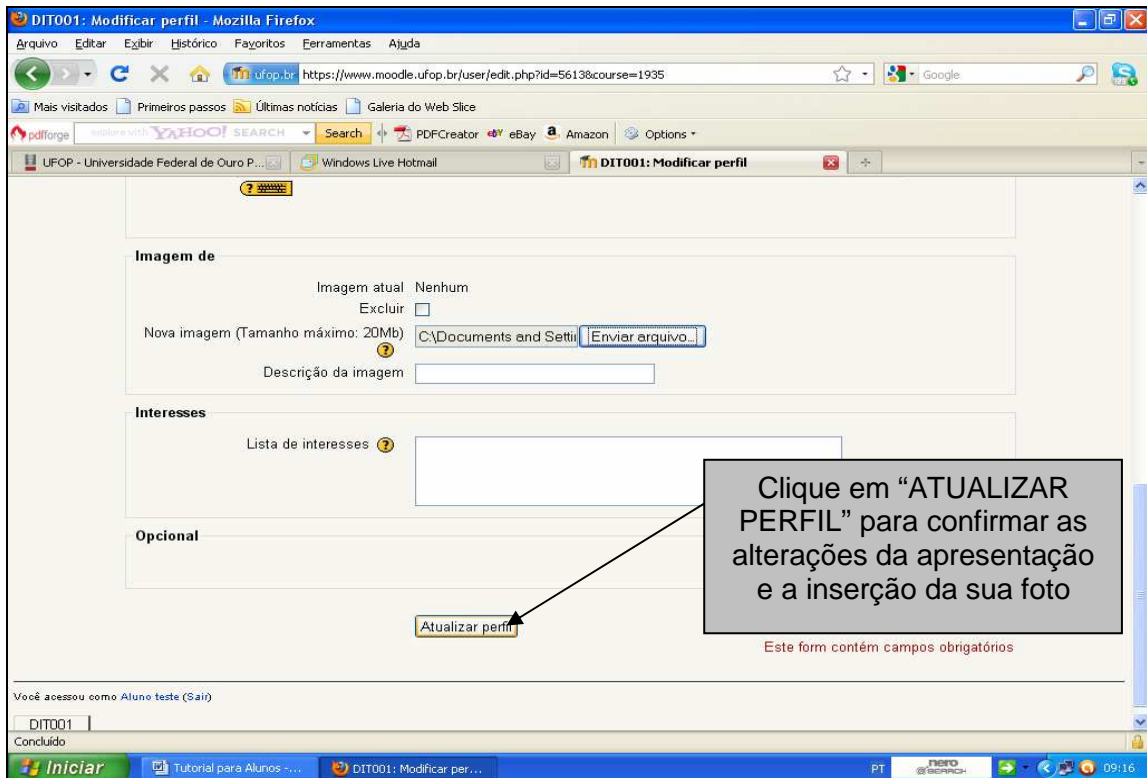 DIT001: Modificar perfil - Mozilla Firefox
Arquivo Editar Exibir Histórico Favoritos Ferramentas Ajuda
ufop.br https://www.moodle.ufop.br/user/edit.php?id=5613&course=1935
Google
Mais visitados Primeiros passos Últimas notícias Galeria do Web Slice
pdfforge YAHOO! SEARCH Search PDFCreator eBay Amazon Options
UFOP - Universidade Federal de Ouro P... Windows Live Hotmail DIT001: Modificar perfil
Imagem de
Imagem atual Nenhum
Excluir
Nova imagem (Tamanho máximo: 20Mb) C:\Documents and Setti Enviar arquivo...
Descrição da imagem
Interesses
Lista de interesses
Clique em “ATUALIZAR
PERFIL” para confirmar as
alterações da apresentação
e a inserção da sua foto
Opcional
Atualizar perfil
Este form contém campos obrigatórios
Você acessou como Aluno teste (Sair)
DIT001
Concluído
Iniciar Tutorial para Alunos -... DIT001: Modificar per... PT nero SEARCH 09:16